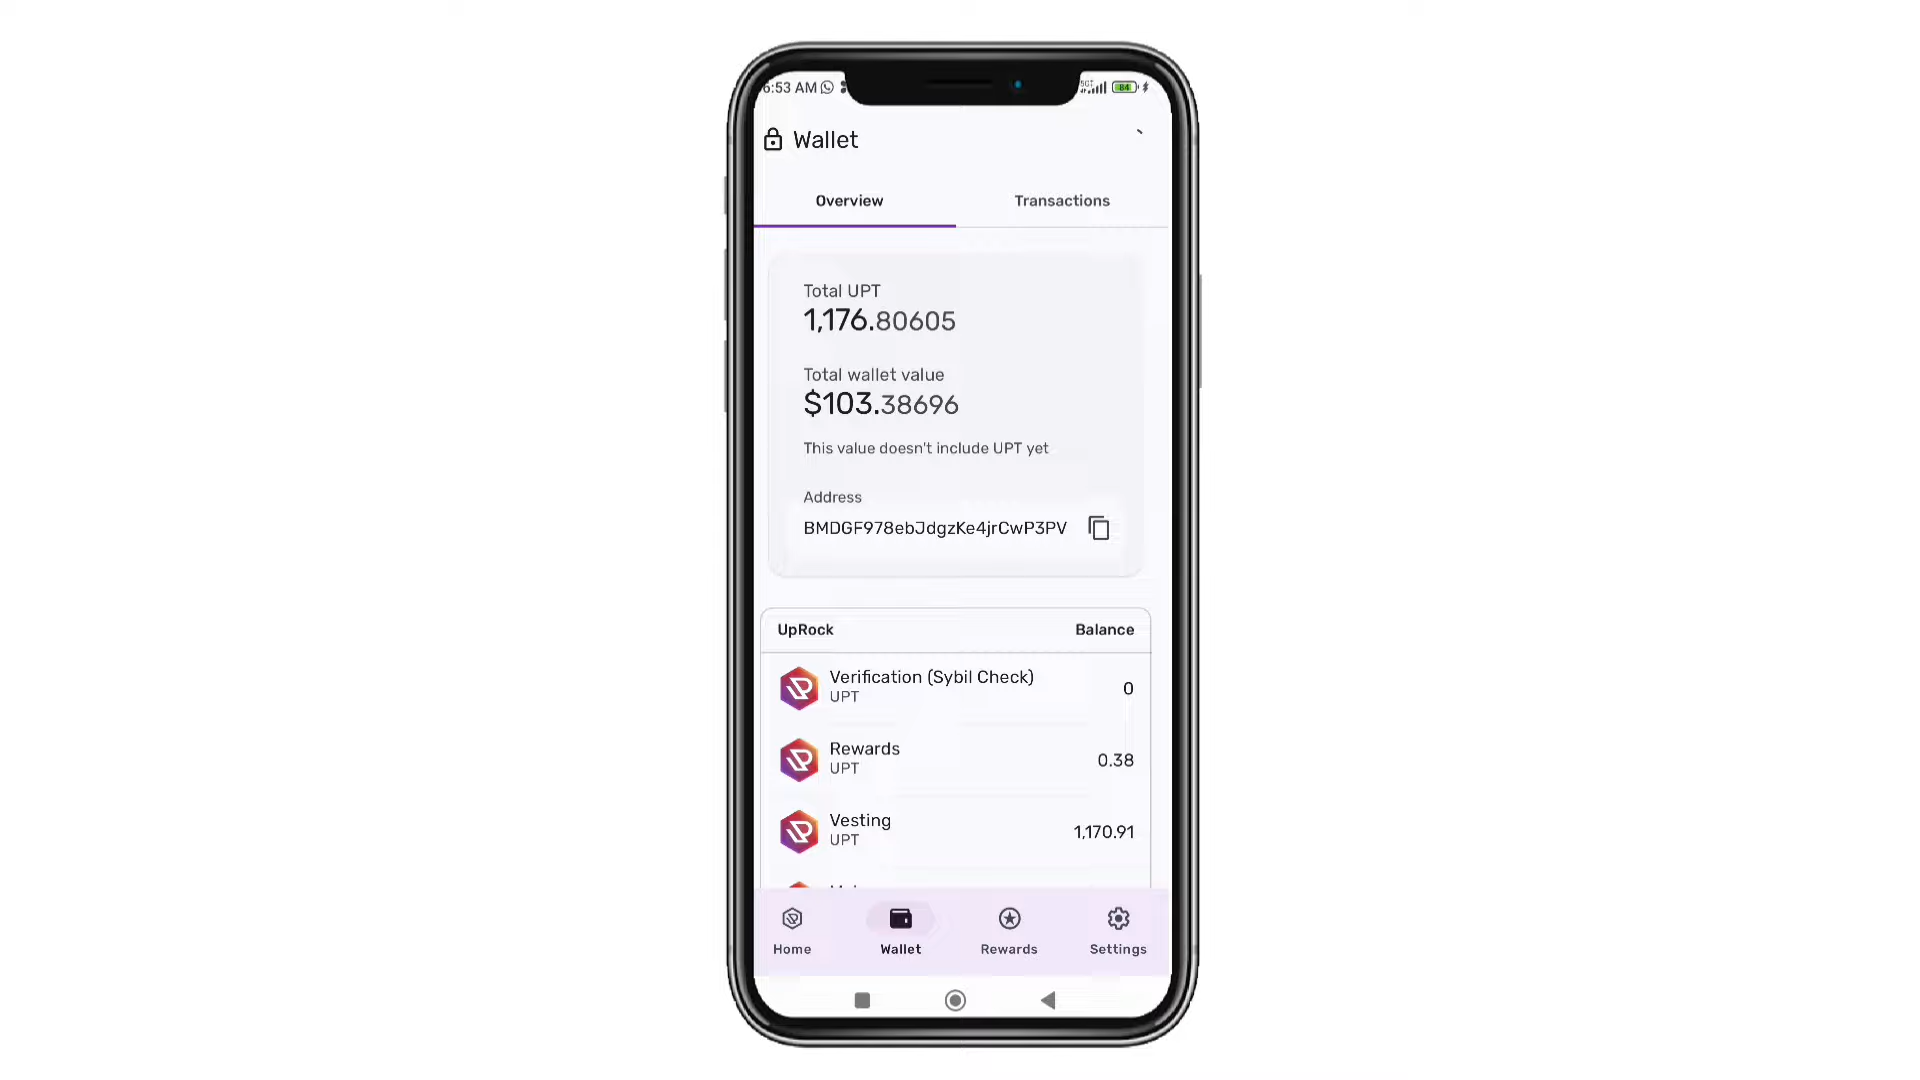 6:53 AM
84
Wallet
Overview
Transactions
Total UPT
1,176.80605
Total wallet value
$103.38696
This value doesn't include UPT yet
Address
BMDGF978ebJdgzKe4jrCwP3PV
UpRock
Balance
Verification (Sybil Check)
UPT
0
Rewards
UPT
0.38
Vesting
UPT
1,170.91
Home
Wallet
Rewards
Settings